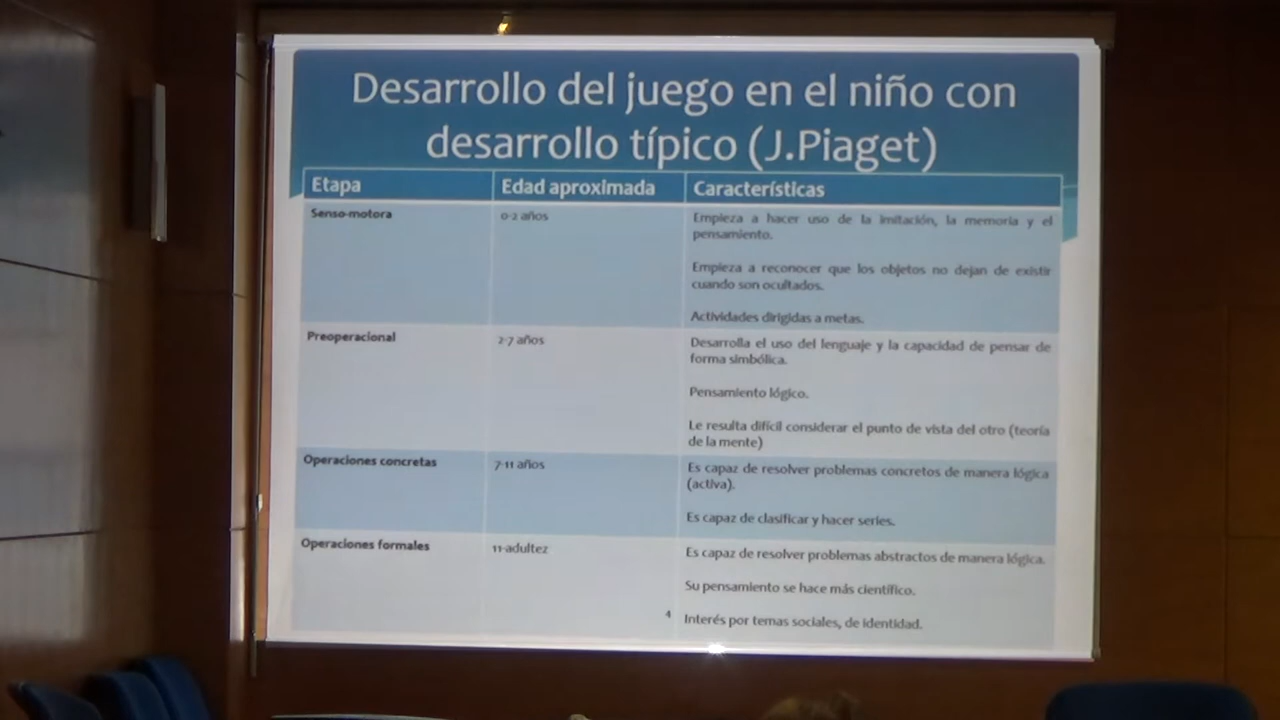 Desarrollo del juego en el niño con
desarrollo típico (J.Piaget)
Etapa
Edad aproximada
Características
Senso-motora
0-2 años
Empieza a hacer uso de la imitación, la memoria y el
pensamiento.
Empieza a reconocer que los objetos no dejan de existir
cuando son ocultados.
Actividades dirigidas a metas.
Preoperacional
2-7 años
Desarrolla el uso del lenguaje y la capacidad de pensar de
forma simbólica.
Pensamiento lógico.
Le resulta difícil considerar el punto de vista del otro (teoría
de la mente)
Operaciones concretas
7-11 años
Es capaz de resolver problemas concretos de manera lógica
(activa).
Es capaz de clasificar y hacer series.
Operaciones formales
11-adultez
Es capaz de resolver problemas abstractos de manera lógica.
Su pensamiento se hace más científico.
Interés por temas sociales, de identidad.
4